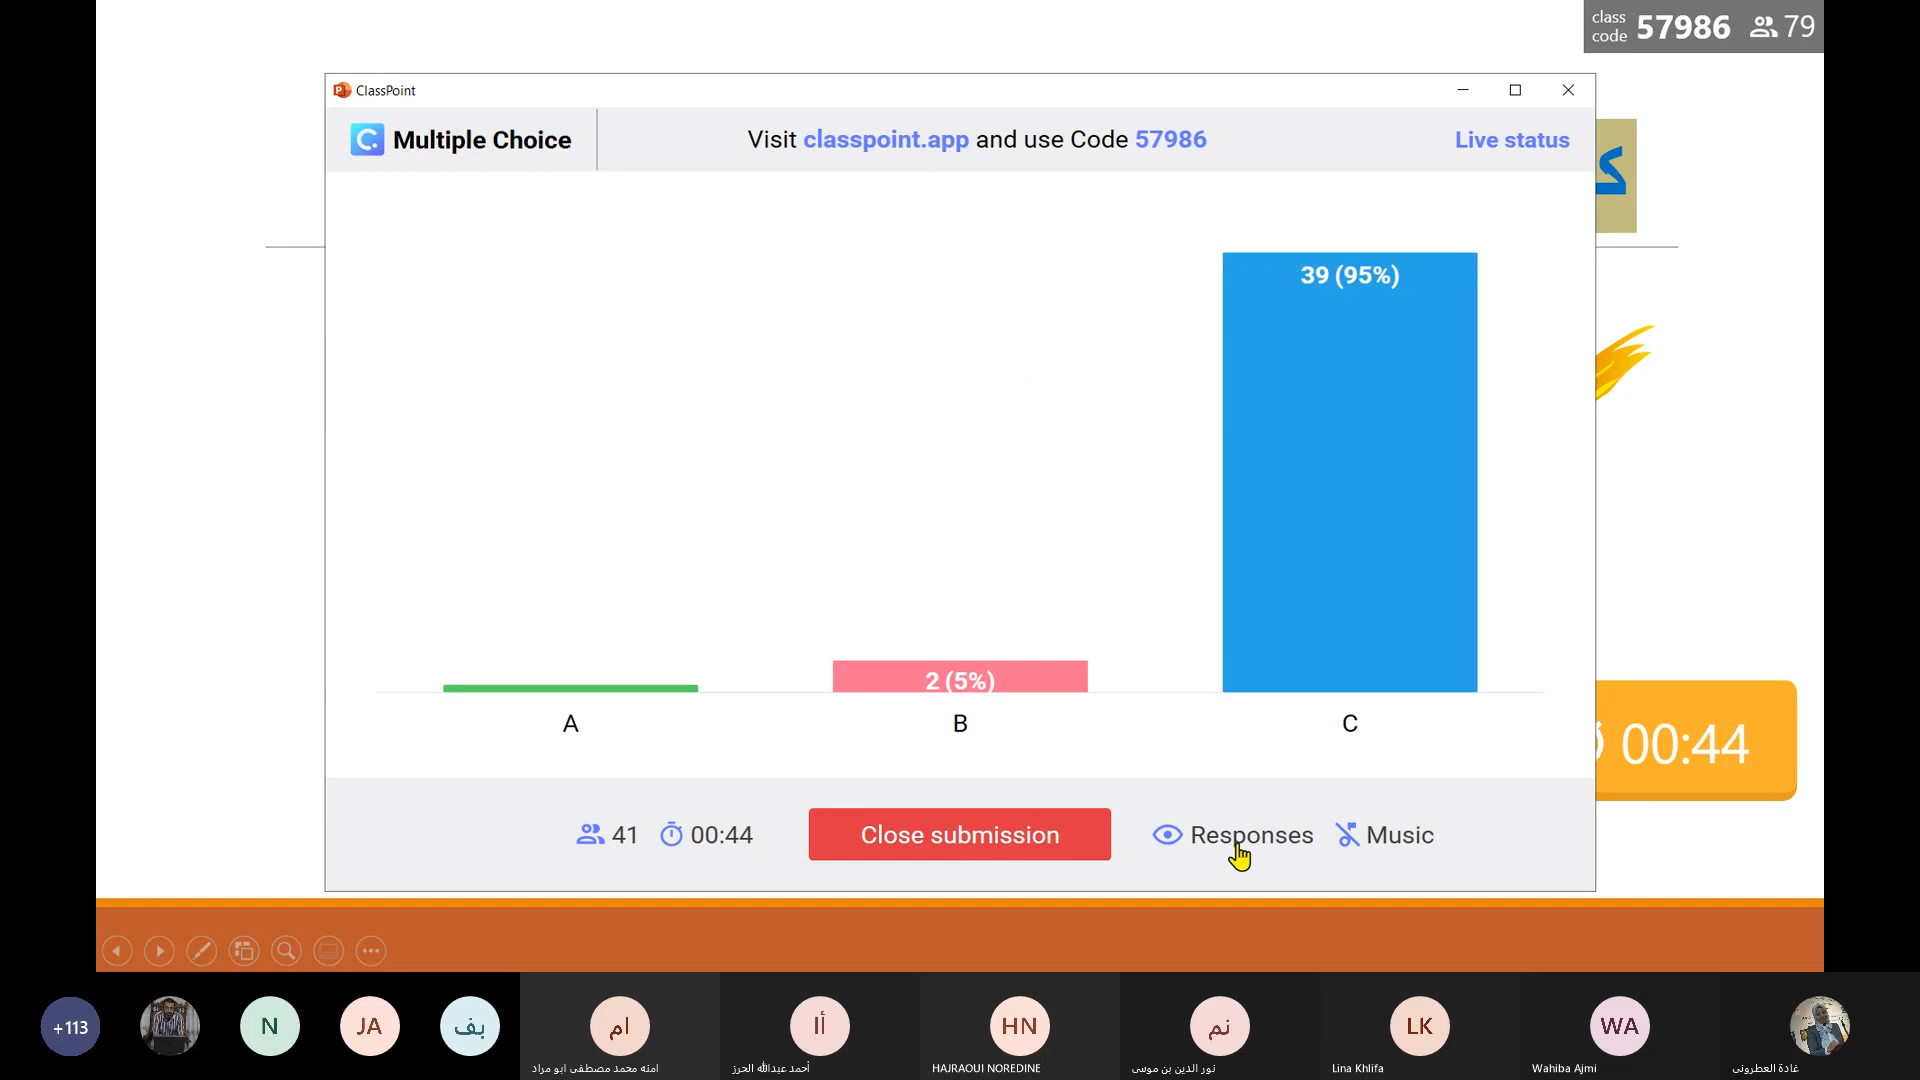 class
code 57986 79
ClassPoint
Multiple Choice
Visit classpoint.app and use Code 57986
Live status
39 (95%)
2 (5%)
A
B
C
00:44
41 00:44
Close submission
Responses
Music
+113
N
JA
بف
ام
أا
HN
نم
LK
WA
امنه محمد مصطفى ابو مراد
أحمد عبدالله الحرز
HAJRAOUI NOREDINE
نور الدين بن موسى
Lina Khlifa
Wahiba Ajmi
غادة العطروني